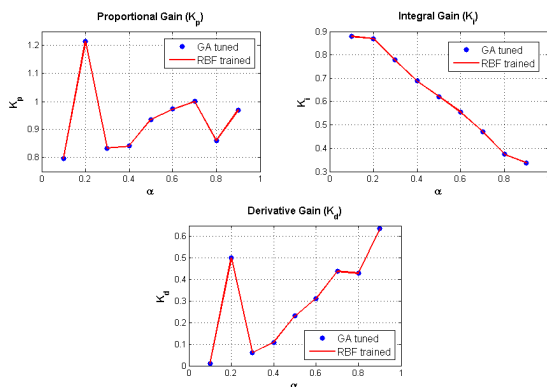 Proportional Gain (Kp)
1.2
1.1
1
0.9
0.8
Kp
0
0.2
0.4
0.6
0.8
1
α
GA tuned
RBF trained
Integral Gain (Ki)
0.9
0.8
0.7
0.6
0.5
0.4
0.3
Ki
0
0.2
0.4
0.6
0.8
1
α
GA tuned
RBF trained
Derivative Gain (Kd)
0.6
0.5
0.4
0.3
0.2
0.1
0
Kd
0
0.2
0.4
0.6
0.8
1
α
GA tuned
RBF trained